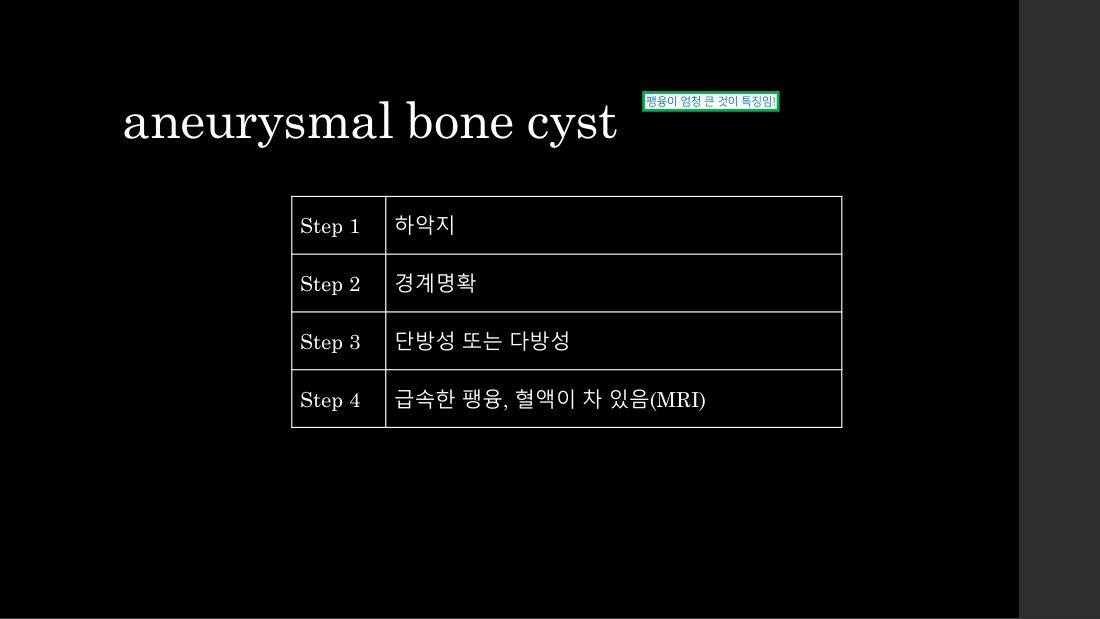 aneurysmal bone cyst
팽융이 엄청 큰 것이 특징임!
Step 1 하악지
Step 2 경계명확
Step 3 단방성 또는 다방성
Step 4 급속한 팽융, 혈액이 차 있음(MRI)